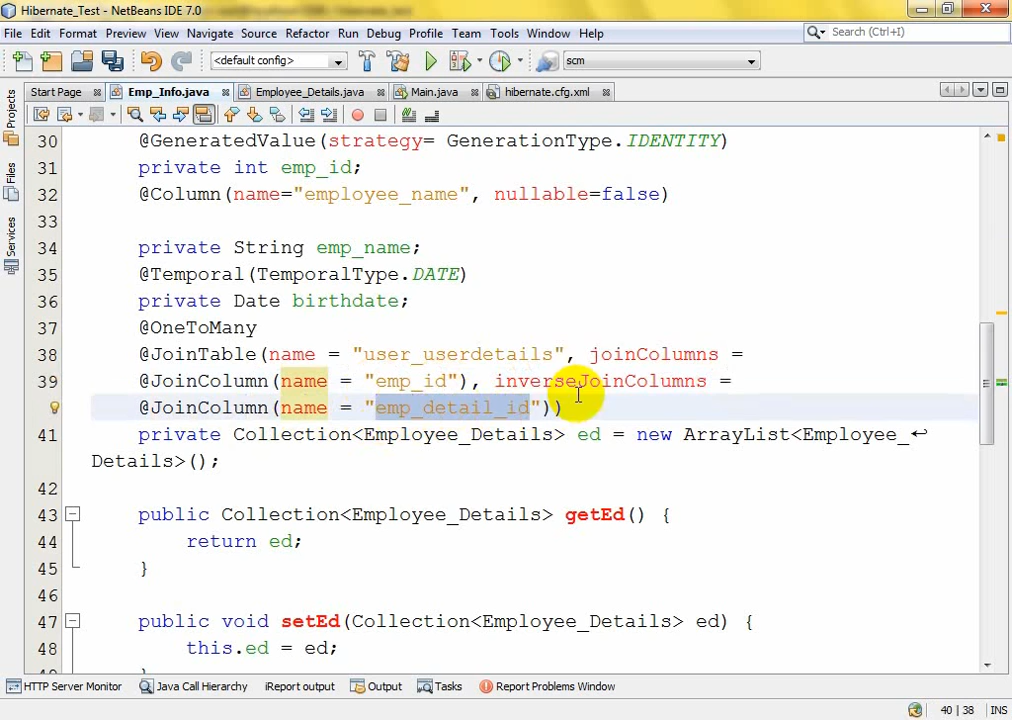 Hibernate_Test - NetBeans IDE 7.0
File Edit Format Preview View Navigate Source Refactor Run Debug Profile Team Tools Window Help
Search (Ctrl+I)
<default config>
scm
Start Page
Emp_Info.java
Employee_Details.java
Main.java
hibernate.cfg.xml
Projects
Files
Services
30 @GeneratedValue(strategy= GenerationType.IDENTITY)
31 private int emp_id;
32 @Column(name="employee_name", nullable=false)
33
34 private String emp_name;
35 @Temporal(TemporalType.DATE)
36 private Date birthdate;
37 @OneToMany
38 @JoinTable(name = "user_userdetails", joinColumns =
39 @JoinColumn(name = "emp_id"), inverseJoinColumns =
@JoinColumn(name = "emp_detail_id"))
41 private Collection<Employee_Details> ed = new ArrayList<Employee_
Details>();
42
43 public Collection<Employee_Details> getEd() {
44 return ed;
45 }
46
47 public void setEd(Collection<Employee_Details> ed) {
48 this.ed = ed;
HTTP Server Monitor
Java Call Hierarchy
iReport output
Output
Tasks
Report Problems Window
40 | 38
INS